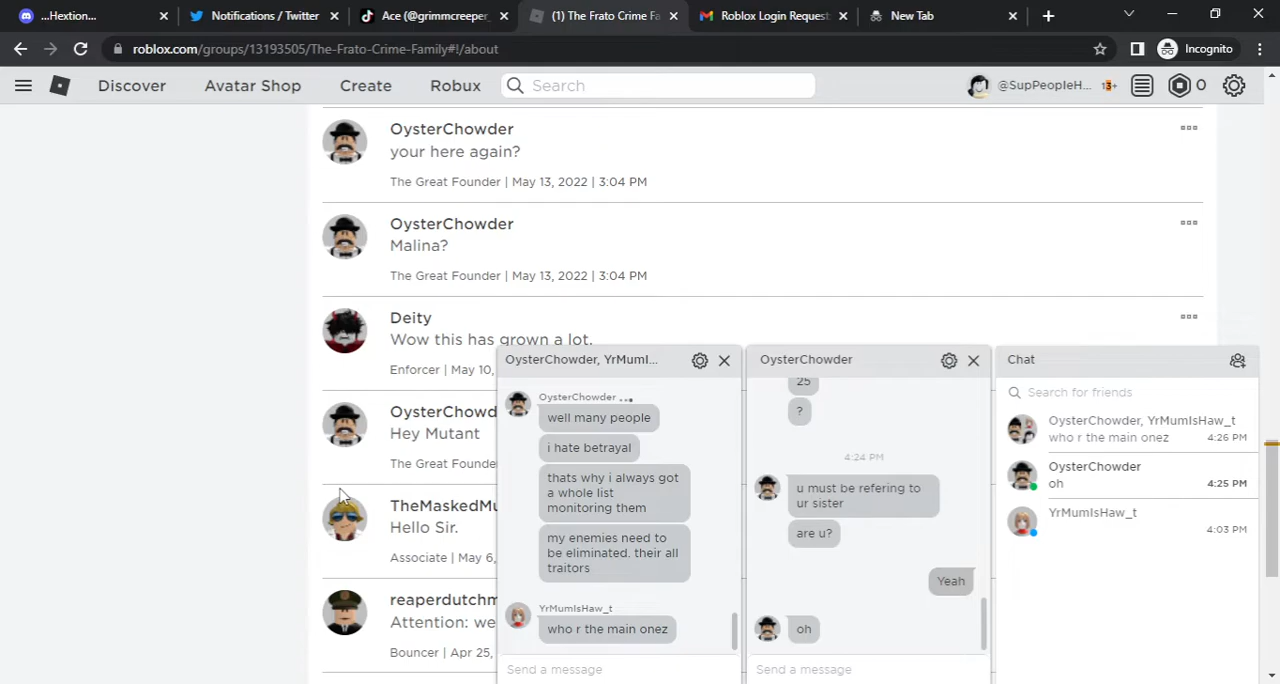 ...Hextion...
Notifications / Twitter
Ace (@grimmcreeper_
(1) The Frato Crime Fa
Roblox Login Request
New Tab
roblox.com/groups/13193505/The-Frato-Crime-Family#!/about
Incognito
Discover
Avatar Shop
Create
Robux
Search
@SupPeopleH...
13+
0
OysterChowder
your here again?
The Great Founder | May 13, 2022 | 3:04 PM
OysterChowder
Malina?
The Great Founder | May 13, 2022 | 3:04 PM
Deity
Wow this has grown a lot.
Enforcer | May 10,
OysterChowd
Hey Mutant
The Great Found
TheMaskedMu
Hello Sir.
Associate | May 6,
reaperdutchm
Attention: we
Bouncer | Apr 25,
OysterChowder, YrMumI...
OysterChowder
well many people
i hate betrayal
thats why i always got
a whole list
monitoring them
my enemies need to
be eliminated. their all
traitors
YrMumIsHaw_t
who r the main onez
Send a message
OysterChowder
25
?
4:24 PM
u must be refering to
ur sister
are u?
Yeah
oh
Send a message
Chat
Search for friends
OysterChowder, YrMumIsHaw_t
who r the main onez
4:26 PM
OysterChowder
oh
4:25 PM
YrMumIsHaw_t
4:03 PM